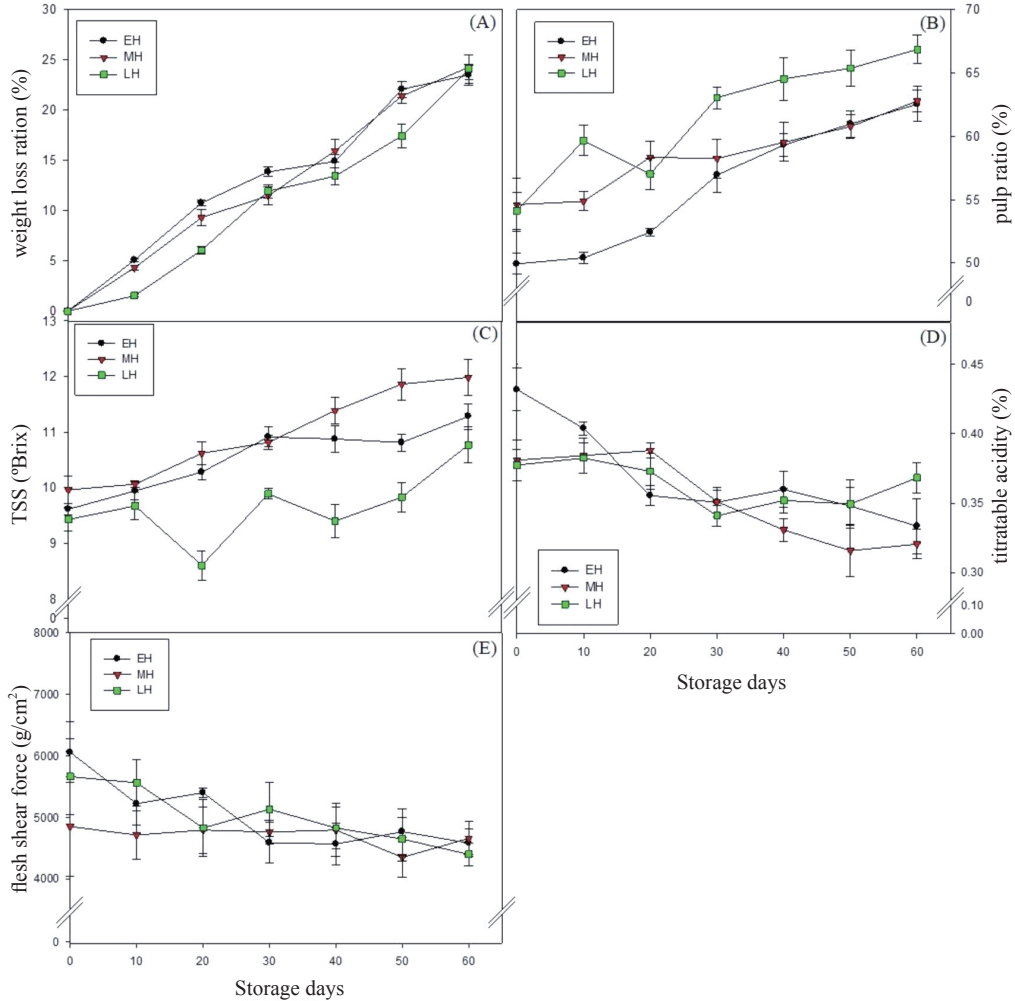 (A)
EH
MH
LH
weight loss ration (%)
30
25
20
15
10
5
0
(B)
EH
MH
LH
pulp ratio (%)
70
65
60
55
50
0
(C)
EH
MH
LH
TSS (ºBrix)
13
12
11
10
9
8
0
(D)
EH
MH
LH
titratable acidity (%)
0.45
0.40
0.35
0.30
0.10
0.00
0 10 20 30 40 50 60
Storage days
(E)
EH
MH
LH
flesh shear force (g/cm²)
8000
7000
6000
5000
4000
0
0 10 20 30 40 50 60
Storage days